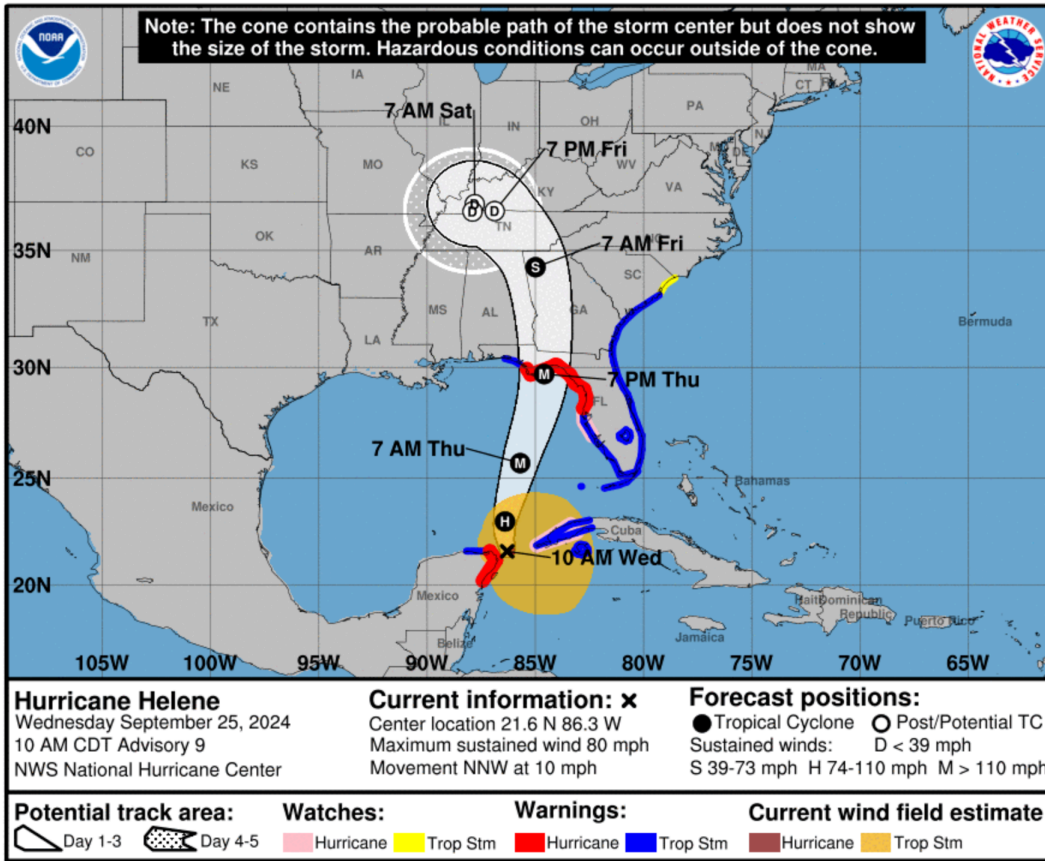 Note: The cone contains the probable path of the storm center but does not show
the size of the storm. Hazardous conditions can occur outside of the cone.
NOAA
NATIONAL WEATHER SERVICE
MA
CT
IA
NE
PA
7 AM Sat
IL
IN
OH
NJ
40N
MD
DE
CO
KS
MO
7 PM Fri
WV
KY
VA
D
D
D
TN
35N
OK
AR
7 AM Fri
NC
NM
S
SC
MS
AL
GA
TX
LA
Bermuda
30N
M
7 PM Thu
FL
7 AM Thu
M
25N
Bahamas
Mexico
H
Cuba
10 AM Wed
20N
Mexico
Haiti
Dominican
Republic
Puerto Rico
Belize
Jamaica
105W 100W 95W 90W 85W 80W 75W 70W 65W
Hurricane Helene
Wednesday September 25, 2024
10 AM CDT Advisory 9
NWS National Hurricane Center
Current information: ×
Center location 21.6 N 86.3 W
Maximum sustained wind 80 mph
Movement NNW at 10 mph
Forecast positions:
Tropical Cyclone Post/Potential TC
Sustained winds: D < 39 mph
S 39-73 mph H 74-110 mph M > 110 mph
Potential track area:
Day 1-3 Day 4-5
Watches:
Hurricane Trop Stm
Warnings:
Hurricane Trop Stm
Current wind field estimate
Hurricane Trop Stm